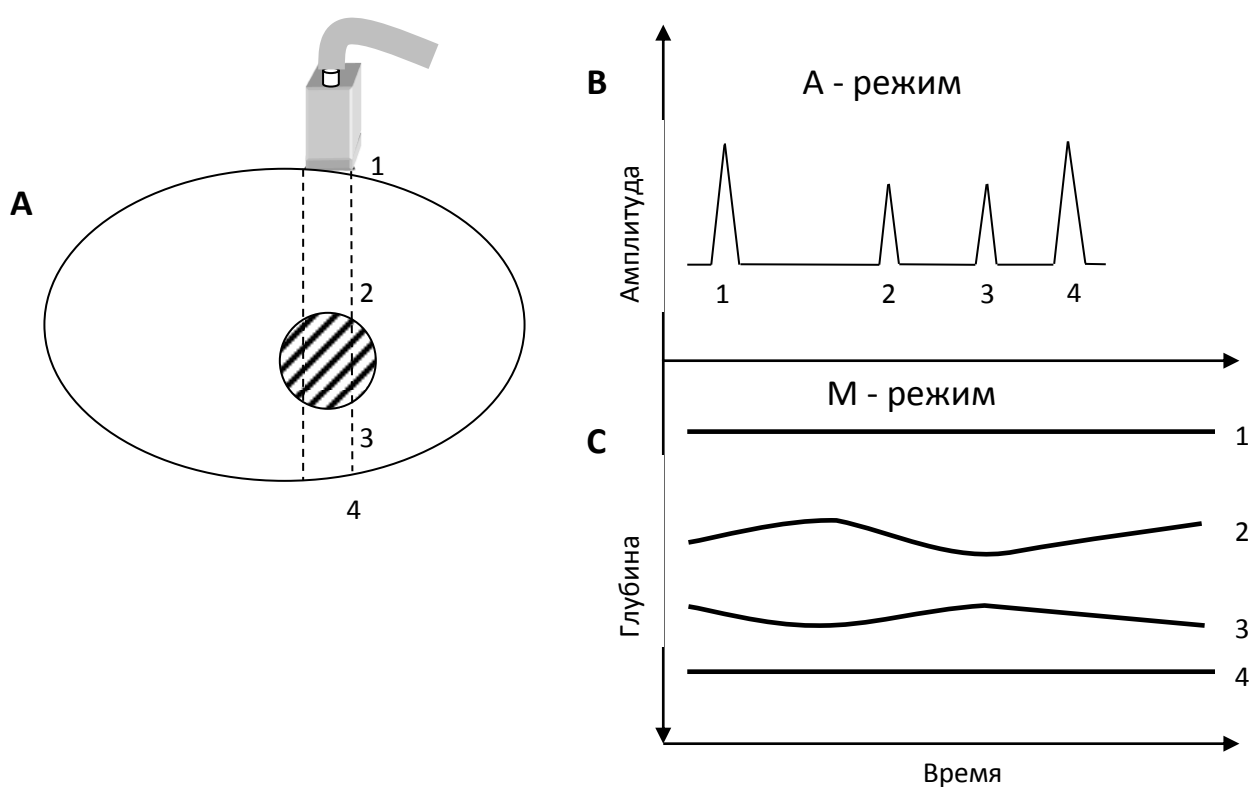 A
1
2
3
4
B
А - режим
Амплитуда
1 2 3 4
М - режим
C
Глубина
1
2
3
4
Время